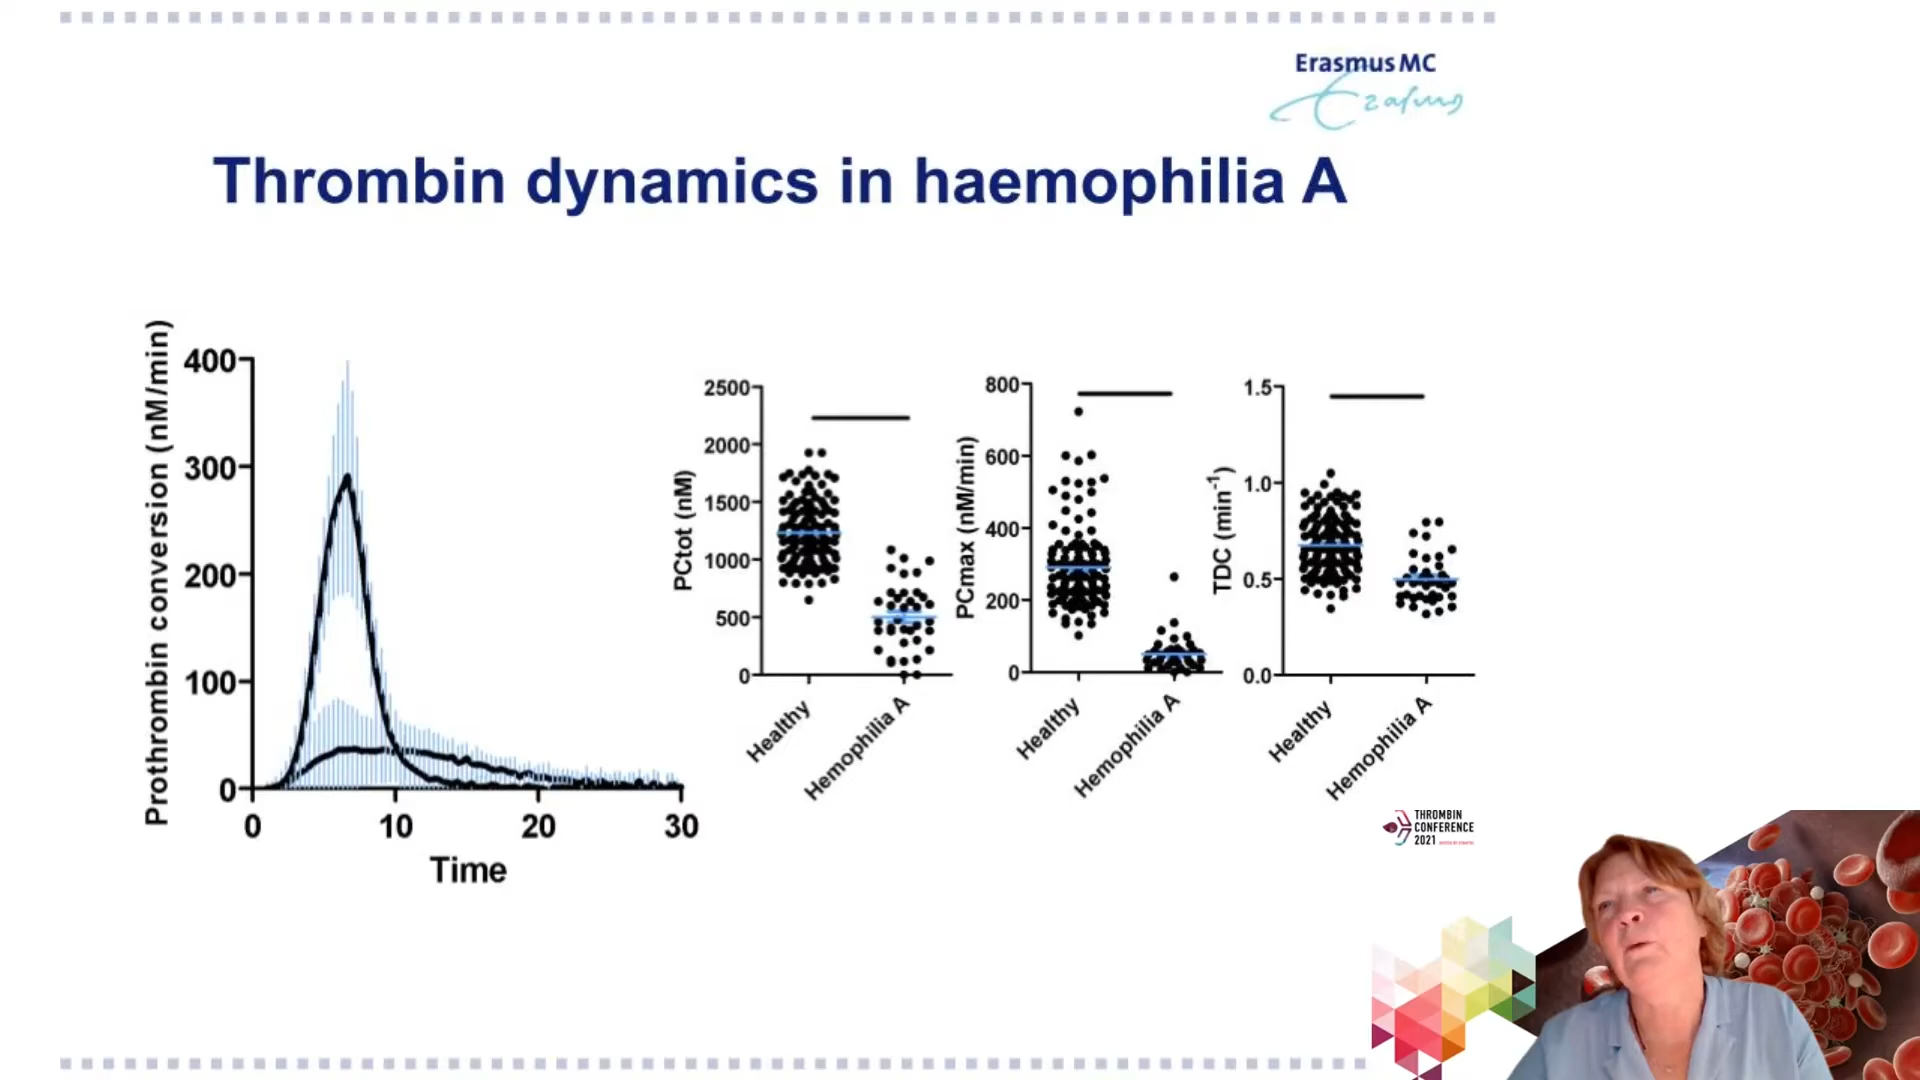 Erasmus MC
Erasmus
Thrombin dynamics in haemophilia A
Prothrombin conversion (nM/min)
400
300
200
100
0
0 10 20 30
Time
PCtot (nM)
2500
2000
1500
1000
500
0
Healthy
Hemophilia A
PCmax (nM/min)
800
600
400
200
0
Healthy
Hemophilia A
TDC (min-1)
1.5
1.0
0.5
0.0
Healthy
Hemophilia A
THROMBIN
CONFERENCE
2021